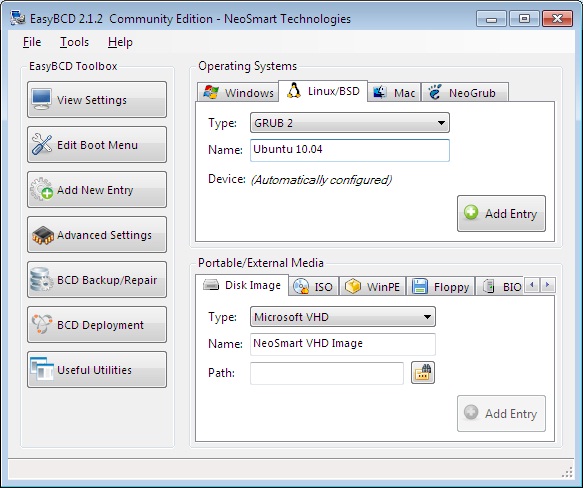 EasyBCD 2.1.2 Community Edition - NeoSmart Technologies
File Tools Help
EasyBCD Toolbox
View Settings
Edit Boot Menu
Add New Entry
Advanced Settings
BCD Backup/Repair
BCD Deployment
Useful Utilities
Operating Systems
Windows Linux/BSD Mac NeoGrub
Type: GRUB 2
Name: Ubuntu 10.04
Device: (Automatically configured)
Add Entry
Portable/External Media
Disk Image ISO WinPE Floppy BIO
Type: Microsoft VHD
Name: NeoSmart VHD Image
Path:
Add Entry